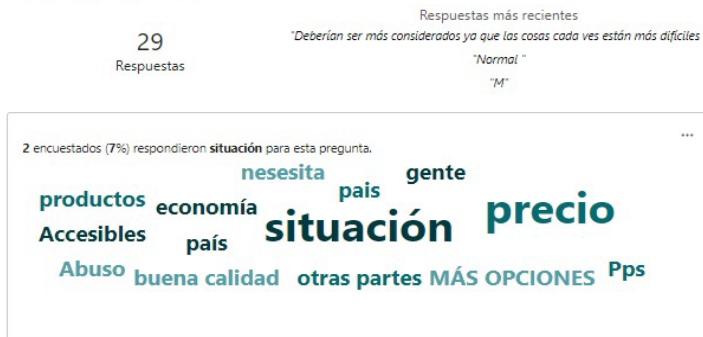 Respuestas más recientes
29
Respuestas
"Deberían ser más considerados ya que las cosas cada ves están más difíciles
"Normal "
"M"
...
2 encuestados (7%) respondieron situación para esta pregunta.
nesesita gente
productos economía pais situación precio
Accesibles país
Abuso buena calidad otras partes MÁS OPCIONES Pps